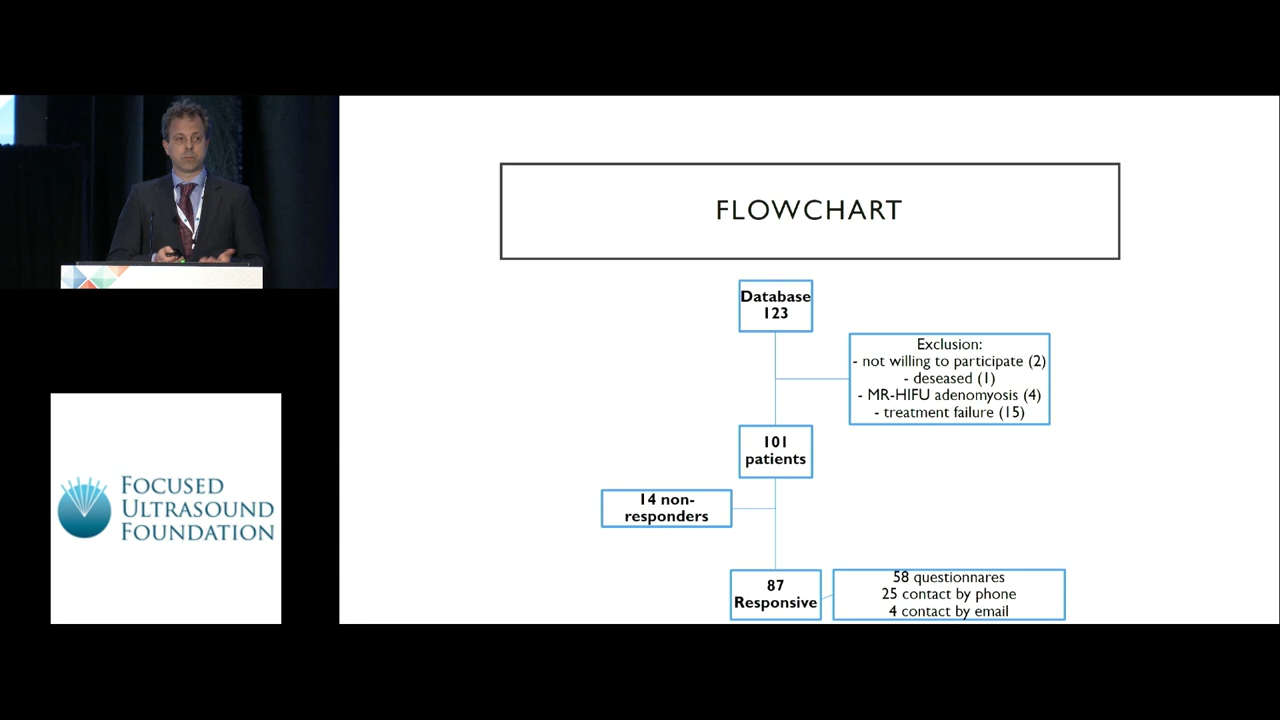 FLOWCHART
Database
123
Exclusion:
- not willing to participate (2)
- deseased (1)
- MR-HIFU adenomyosis (4)
- treatment failure (15)
101
patients
14 non-
responders
87
Responsive
58 questionnares
25 contact by phone
4 contact by email
FOCUSED
ULTRASOUND
FOUNDATION